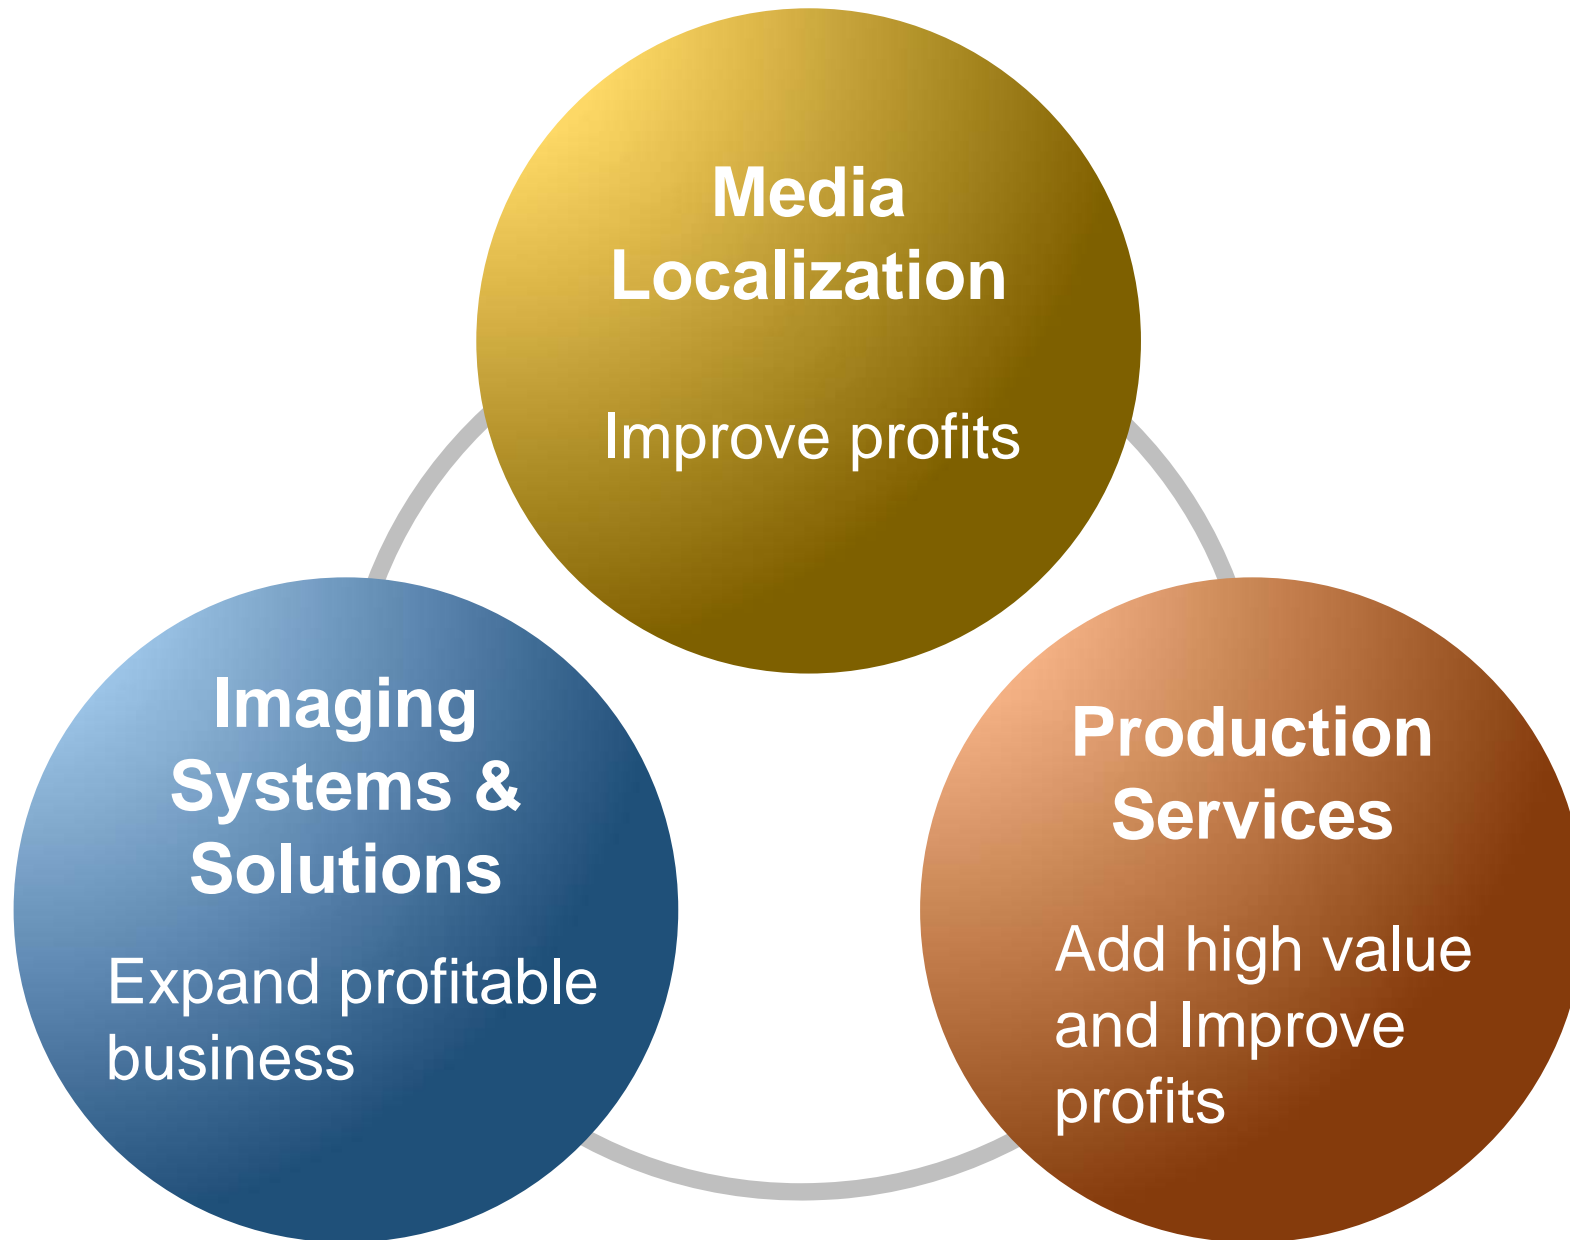 Media
Localization
Improve profits
Imaging
Systems &
Solutions
Expand profitable
business
Production
Services
Add high value
and Improve
profits